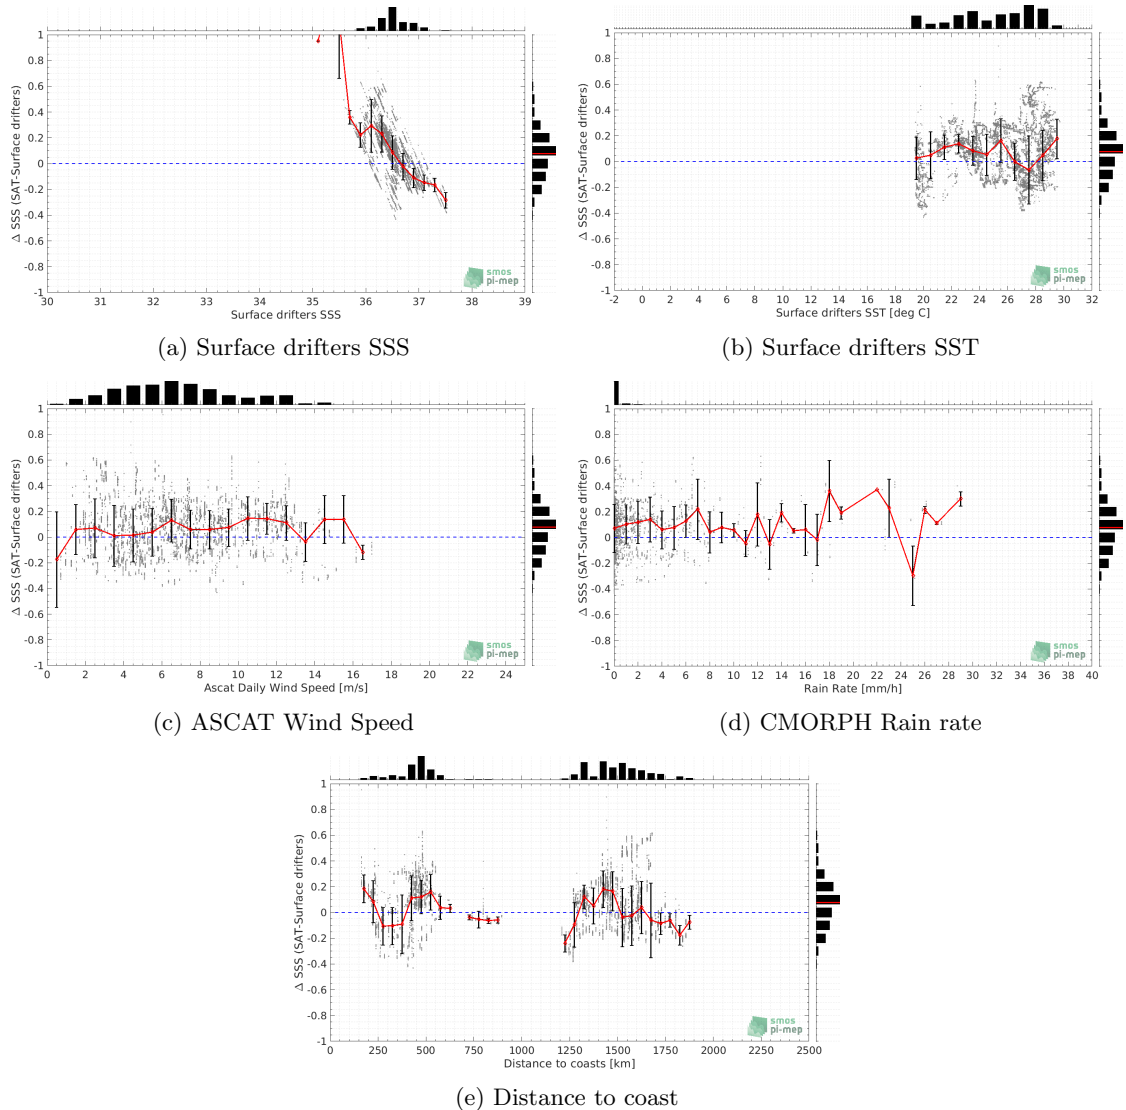 Δ SSS (SAT-Surface drifters)
1
0.8
0.6
0.4
0.2
0
-0.2
-0.4
-0.6
-0.8
-1
30 31 32 33 34 35 36 37 38 39
Surface drifters SSS
smos
pi-mep
(a) Surface drifters SSS
Δ SSS (SAT-Surface drifters)
1
0.8
0.6
0.4
0.2
0
-0.2
-0.4
-0.6
-0.8
-1
-2 0 2 4 6 8 10 12 14 16 18 20 22 24 26 28 30 32
Surface drifters SST [deg C]
smos
pi-mep
(b) Surface drifters SST
Δ SSS (SAT-Surface drifters)
1
0.8
0.6
0.4
0.2
0
-0.2
-0.4
-0.6
-0.8
-1
0 2 4 6 8 10 12 14 16 18 20 22 24
Ascat Daily Wind Speed [m/s]
smos
pi-mep
(c) ASCAT Wind Speed
Δ SSS (SAT-Surface drifters)
1
0.8
0.6
0.4
0.2
0
-0.2
-0.4
-0.6
-0.8
-1
0 2 4 6 8 10 12 14 16 18 20 22 24 26 28 30 32 34 36 38 40
Rain Rate [mm/h]
smos
pi-mep
(d) CMORPH Rain rate
Δ SSS (SAT-Surface drifters)
1
0.8
0.6
0.4
0.2
0
-0.2
-0.4
-0.6
-0.8
-1
0 250 500 750 1000 1250 1500 1750 2000 2250 2500
Distance to coasts [km]
smos
pi-mep
(e) Distance to coast